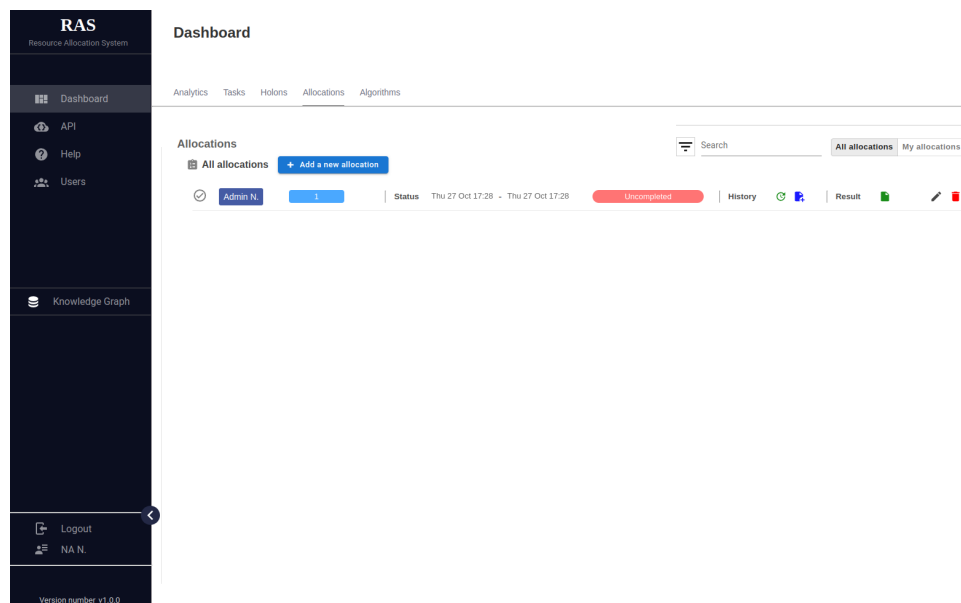 RAS
Resource Allocation System
Dashboard
API
Help
Users
Knowledge Graph
Logout
NA N.
Version number v1.0.0
Dashboard
Analytics Tasks Holons Allocations Algorithms
Allocations
Search
All allocations My allocations
All allocations + Add a new allocation
Admin N. 1 Status Thu 27 Oct 17:28 - Thu 27 Oct 17:28 Uncompleted History Result